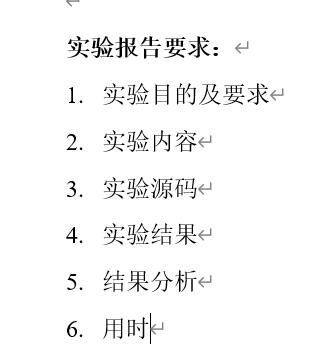 实验报告要求：
1. 实验目的及要求
2. 实验内容
3. 实验源码
4. 实验结果
5. 结果分析
6. 用时